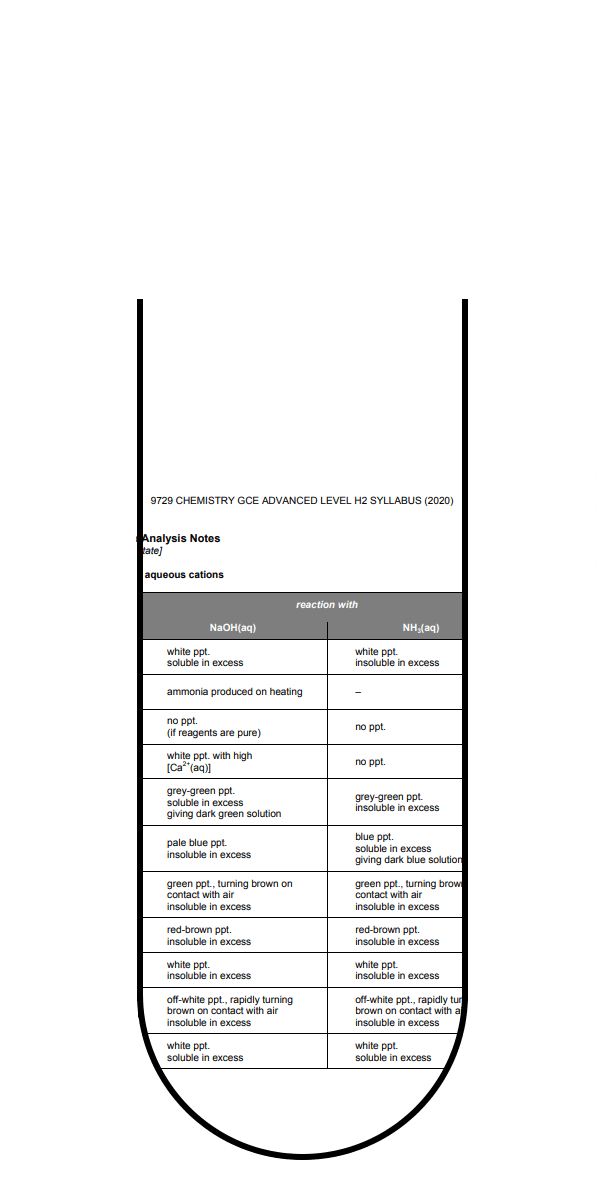 9729 CHEMISTRY GCE ADVANCED LEVEL H2 SYLLABUS (2020)
Analysis Notes
tate]
aqueous cations
reaction with
NaOH(aq) NH₃(aq)
white ppt. white ppt.
soluble in excess insoluble in excess
ammonia produced on heating –
no ppt. no ppt.
(if reagents are pure)
white ppt. with high no ppt.
[Ca²⁺(aq)]
grey-green ppt. grey-green ppt.
soluble in excess insoluble in excess
giving dark green solution
pale blue ppt. blue ppt.
insoluble in excess soluble in excess
giving dark blue solution
green ppt., turning brown on green ppt., turning brown
contact with air contact with air
insoluble in excess insoluble in excess
red-brown ppt. red-brown ppt.
insoluble in excess insoluble in excess
white ppt. white ppt.
insoluble in excess insoluble in excess
off-white ppt., rapidly turning off-white ppt., rapidly tur
brown on contact with air brown on contact with a
insoluble in excess insoluble in excess
white ppt. white ppt.
soluble in excess soluble in excess